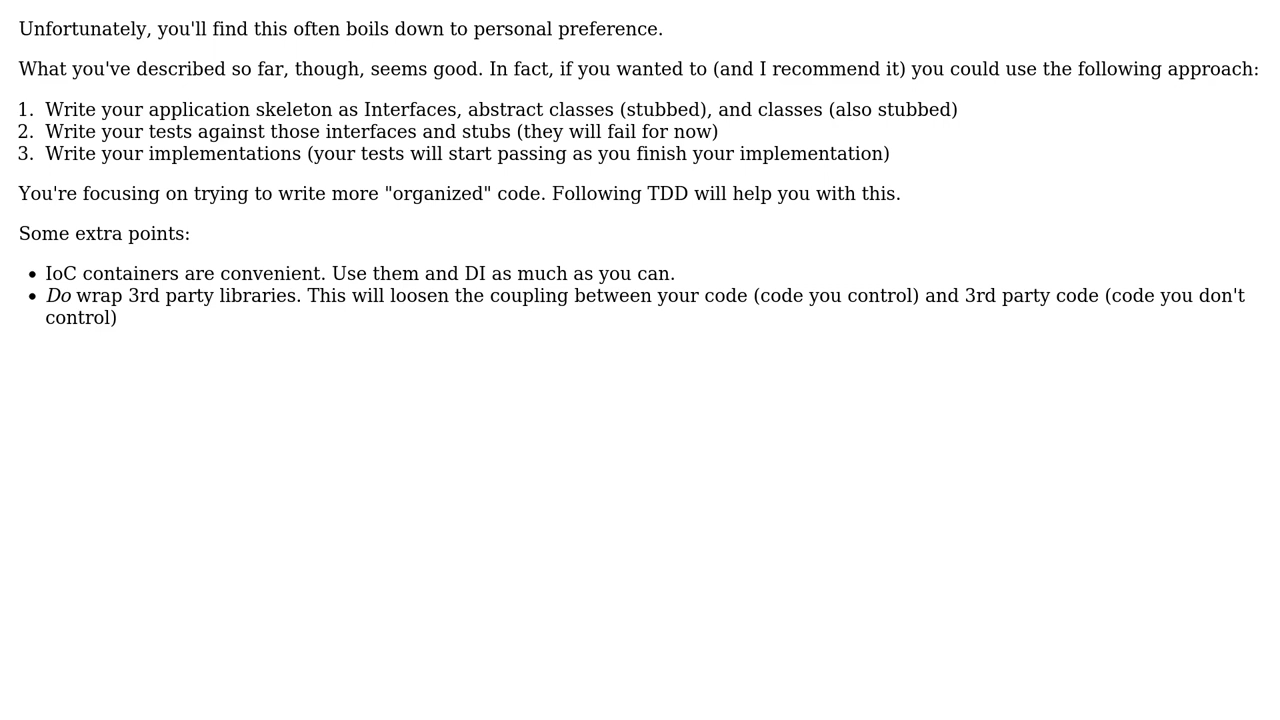 Unfortunately, you'll find this often boils down to personal preference.
What you've described so far, though, seems good. In fact, if you wanted to (and I recommend it) you could use the following approach:
1. Write your application skeleton as Interfaces, abstract classes (stubbed), and classes (also stubbed)
2. Write your tests against those interfaces and stubs (they will fail for now)
3. Write your implementations (your tests will start passing as you finish your implementation)
You're focusing on trying to write more "organized" code. Following TDD will help you with this.
Some extra points:
• IoC containers are convenient. Use them and DI as much as you can.
• Do wrap 3rd party libraries. This will loosen the coupling between your code (code you control) and 3rd party code (code you don't
control)